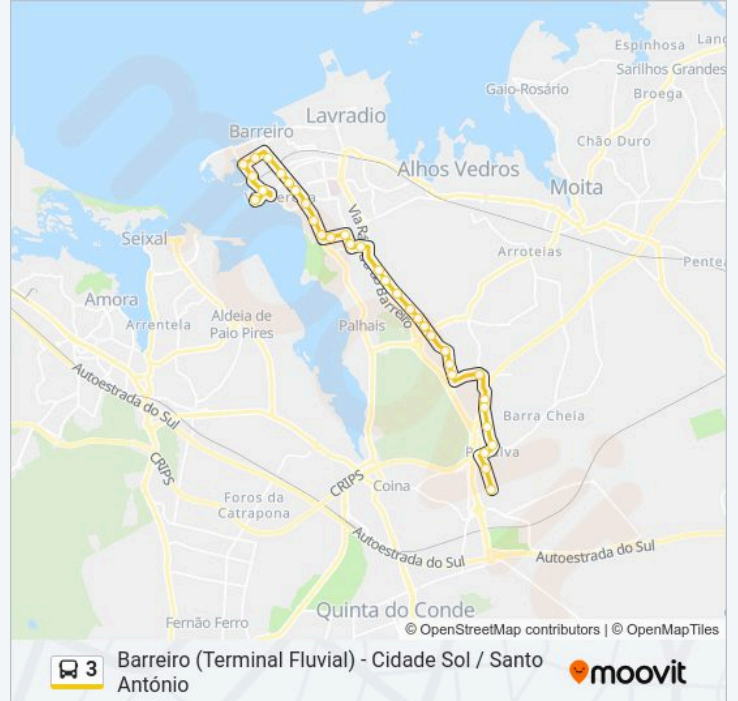 Espinhosa
Sarilhos Grandes
Gaio-Rosário
Broega
Lavradio
Barreiro
Chão Duro
Alhos Vedros
Moita
Seixal
Arroteias
Amora
Arrentela
Aldeia de
Paio Pires
Palhais
Autoestrada do Sul
Barra Cheia
CRIPS
CRIPS
Coina
Foros da
Catrapona
Autoestrada do Sul
Autoestrada do Sul
Quinta do Conde
Fernão Ferro
© OpenStreetMap contributors | © OpenMapTiles
3
Barreiro (Terminal Fluvial) - Cidade Sol / Santo
António
moovit